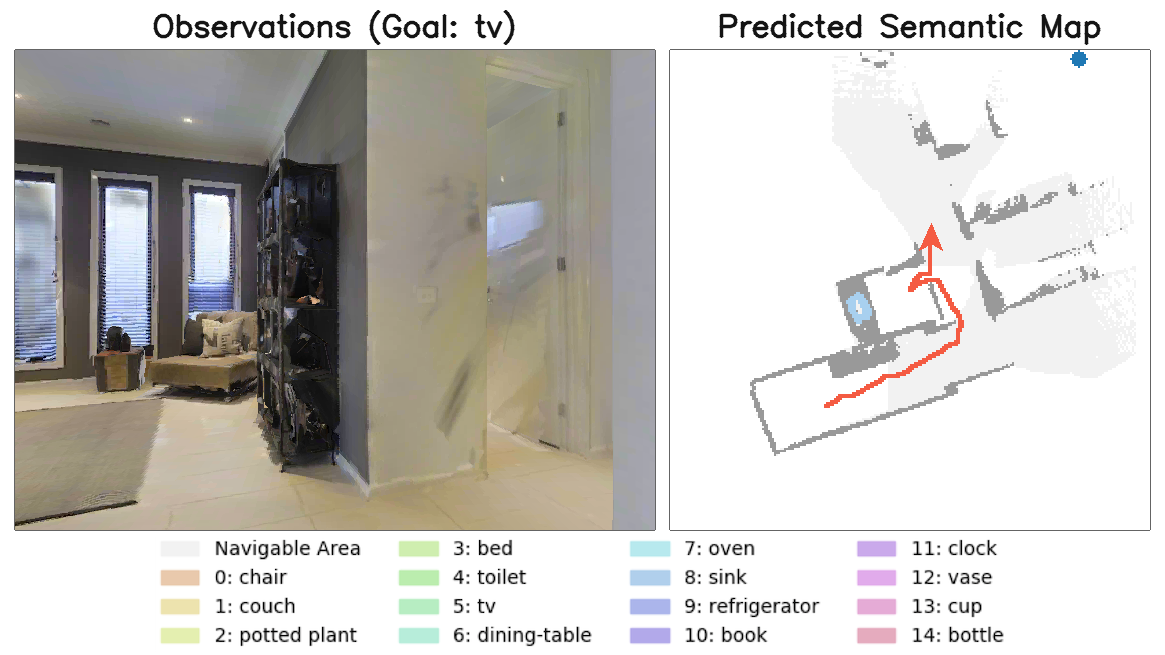 Observations (Goal: tv)
Predicted Semantic Map
Navigable Area
0: chair
1: couch
2: potted plant
3: bed
4: toilet
5: tv
6: dining-table
7: oven
8: sink
9: refrigerator
10: book
11: clock
12: vase
13: cup
14: bottle